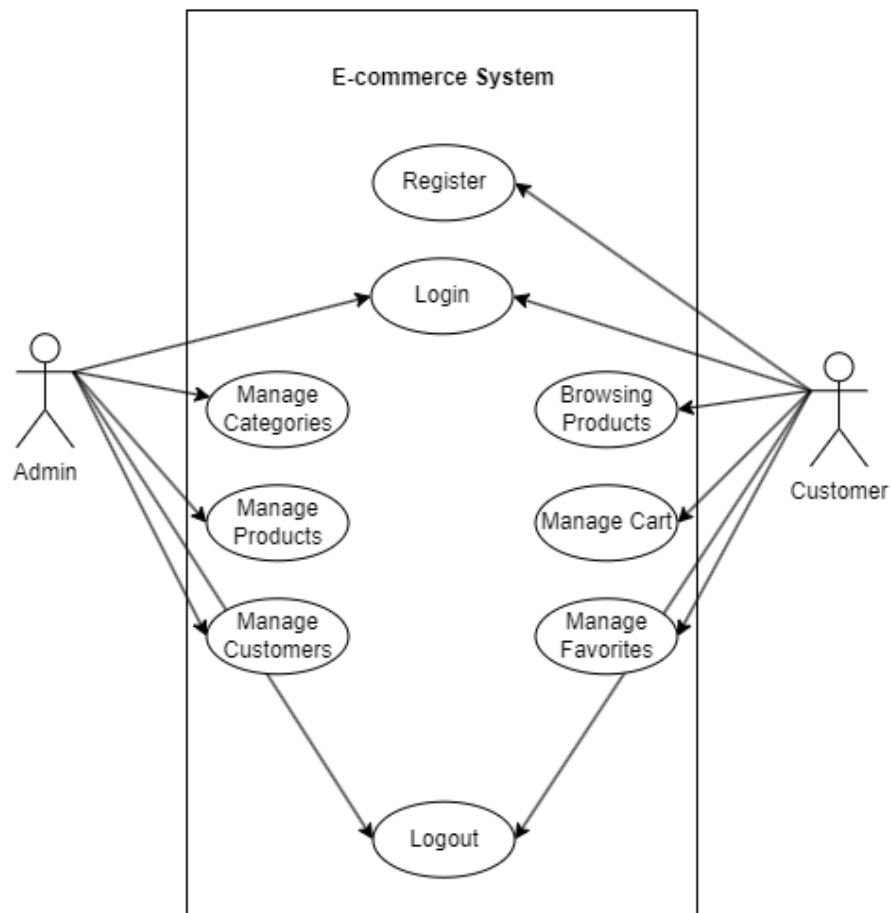 E-commerce System
Register
Login
Manage
Categories
Browsing
Products
Admin
Customer
Manage
Products
Manage Cart
Manage
Customers
Manage
Favorites
Logout